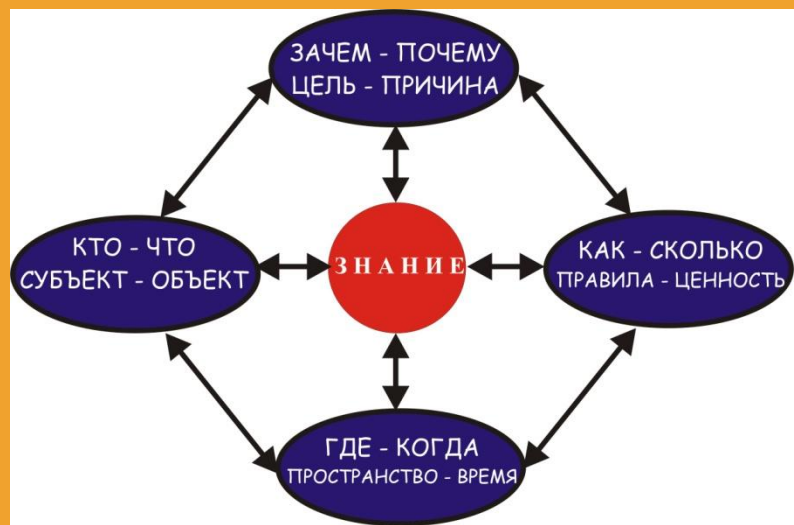 ЗАЧЕМ - ПОЧЕМУ
ЦЕЛЬ - ПРИЧИНА
КТО - ЧТО
СУБЪЕКТ - ОБЪЕКТ
ЗНАНИЕ
КАК - СКОЛЬКО
ПРАВИЛА - ЦЕННОСТЬ
ГДЕ - КОГДА
ПРОСТРАНСТВО - ВРЕМЯ